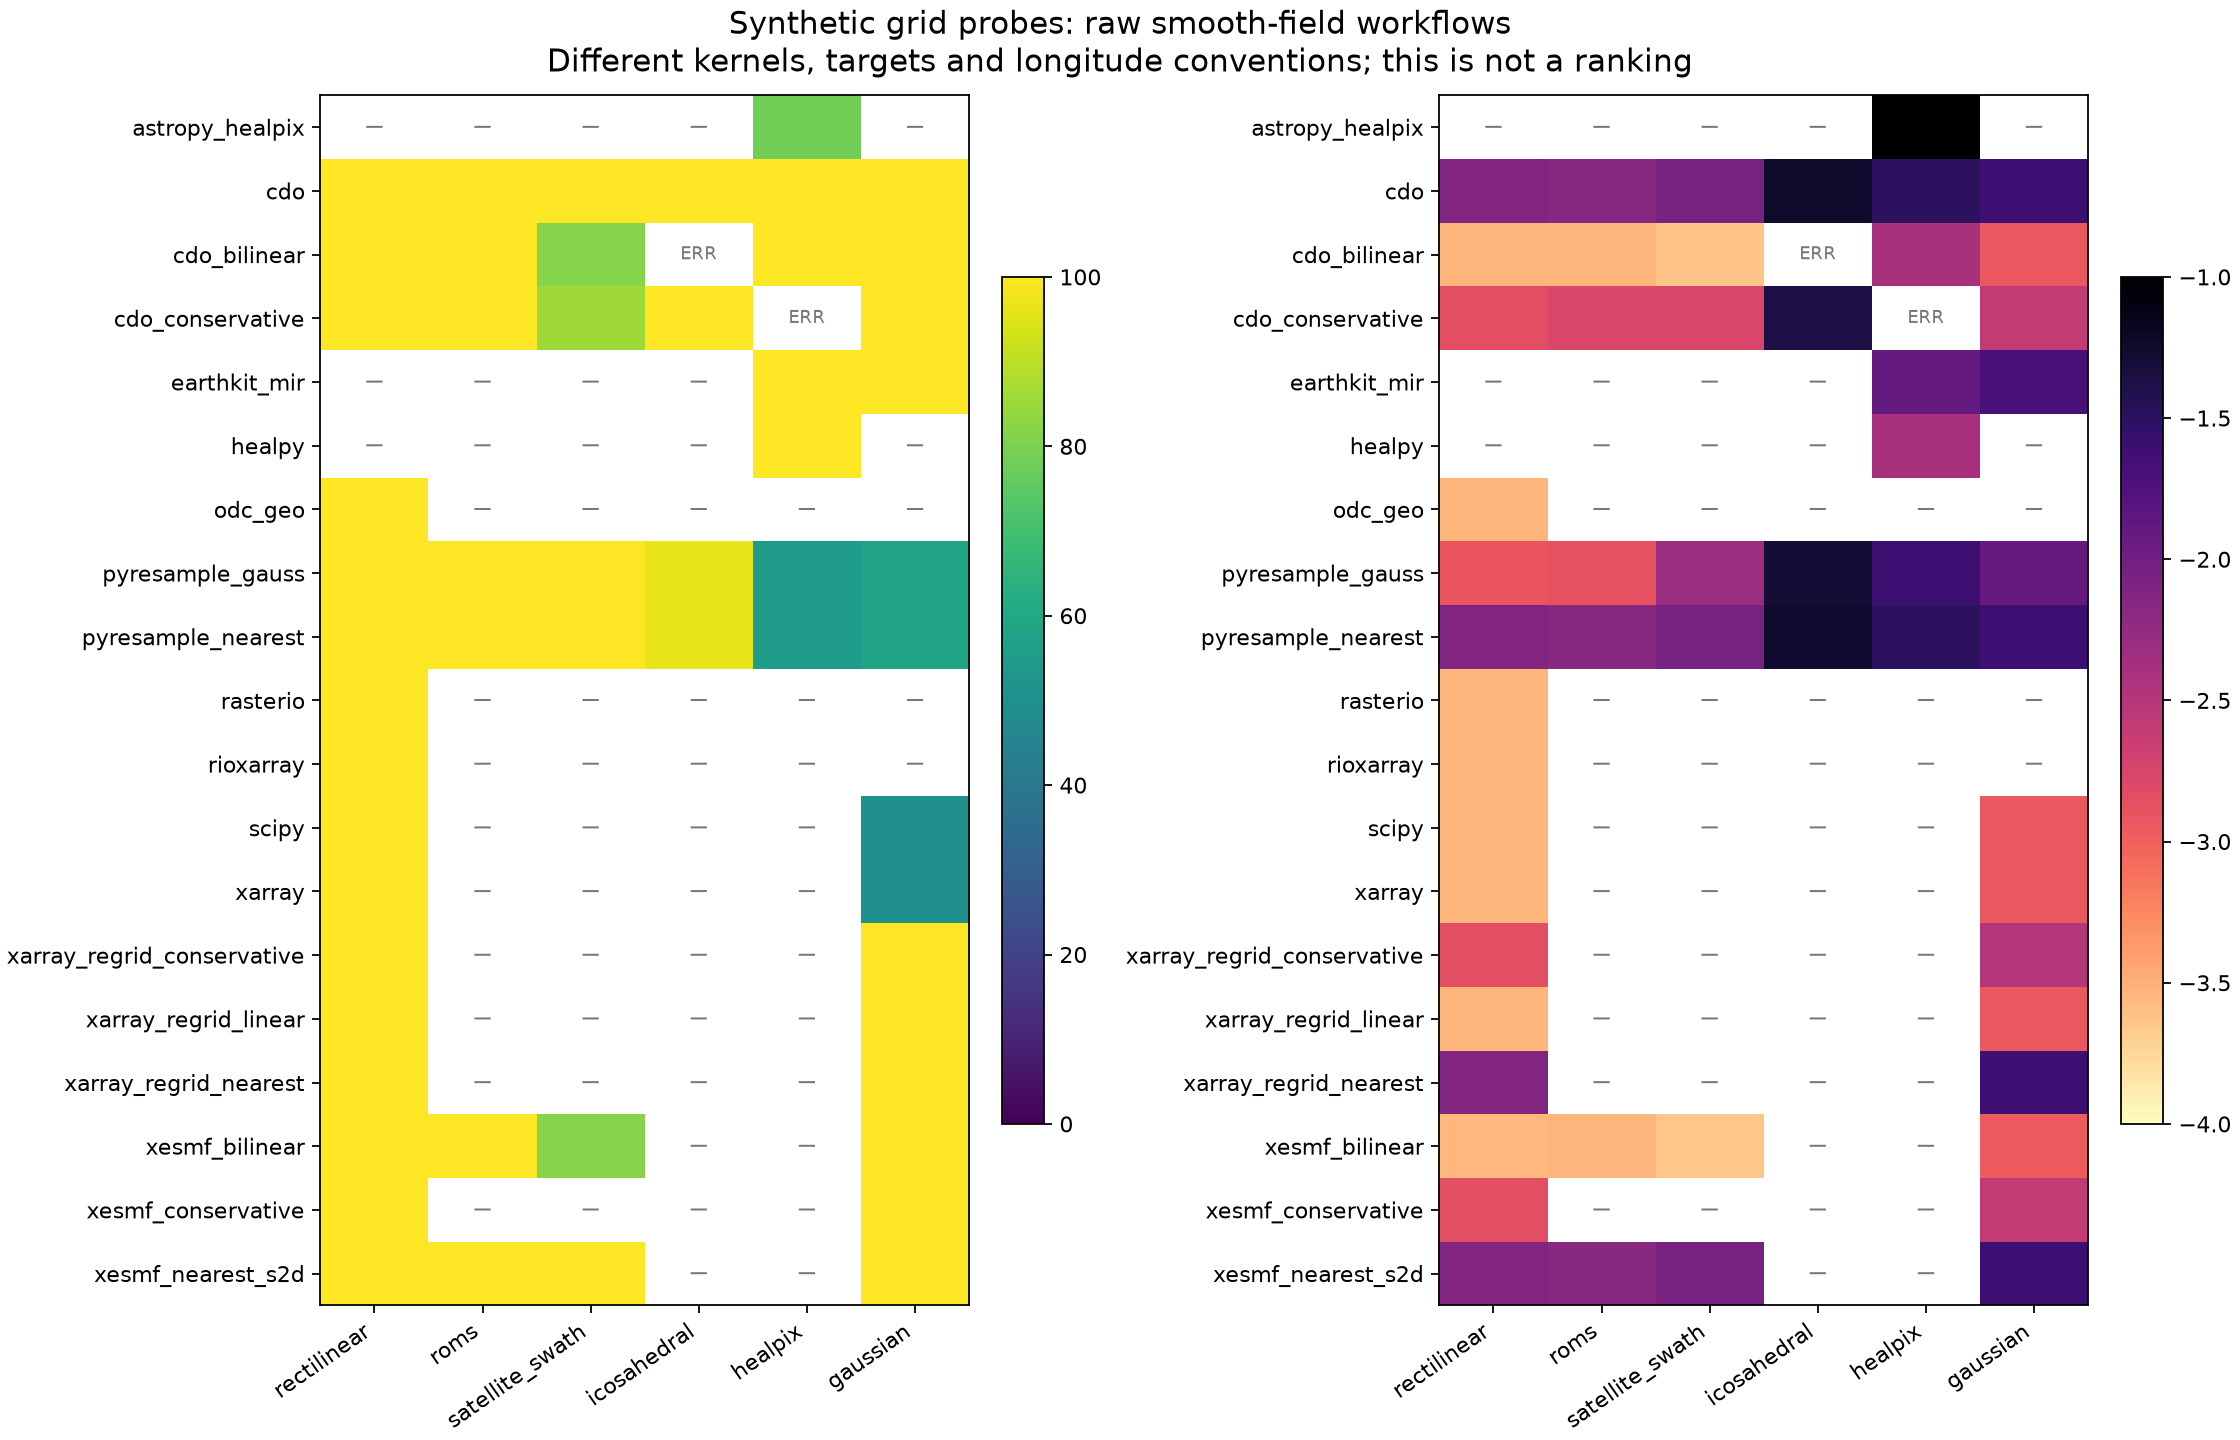 Synthetic grid probes: raw smooth-field workflows
Different kernels, targets and longitude conventions; this is not a ranking
astropy_healpix — — — — —
cdo
cdo_bilinear ERR
cdo_conservative ERR
earthkit_mir — — — —
healpy — — — — —
odc_geo — — — — —
pyresample_gauss
pyresample_nearest
rasterio — — — — —
rioxarray — — — — —
scipy — — — —
xarray — — — —
xarray_regrid_conservative — — — —
xarray_regrid_linear — — — —
xarray_regrid_nearest — — — —
xesmf_bilinear — —
xesmf_conservative — — — —
xesmf_nearest_s2d — —
rectilinear
roms
satellite_swath
icosahedral
healpix
gaussian
100
80
60
40
20
0
astropy_healpix — — — — —
cdo
cdo_bilinear ERR
cdo_conservative ERR
earthkit_mir — — — —
healpy — — — — —
odc_geo — — — — —
pyresample_gauss
pyresample_nearest
rasterio — — — — —
rioxarray — — — — —
scipy — — — —
xarray — — — —
xarray_regrid_conservative — — — —
xarray_regrid_linear — — — —
xarray_regrid_nearest — — — —
xesmf_bilinear — —
xesmf_conservative — — — —
xesmf_nearest_s2d — —
rectilinear
roms
satellite_swath
icosahedral
healpix
gaussian
−1.0
−1.5
−2.0
−2.5
−3.0
−3.5
−4.0